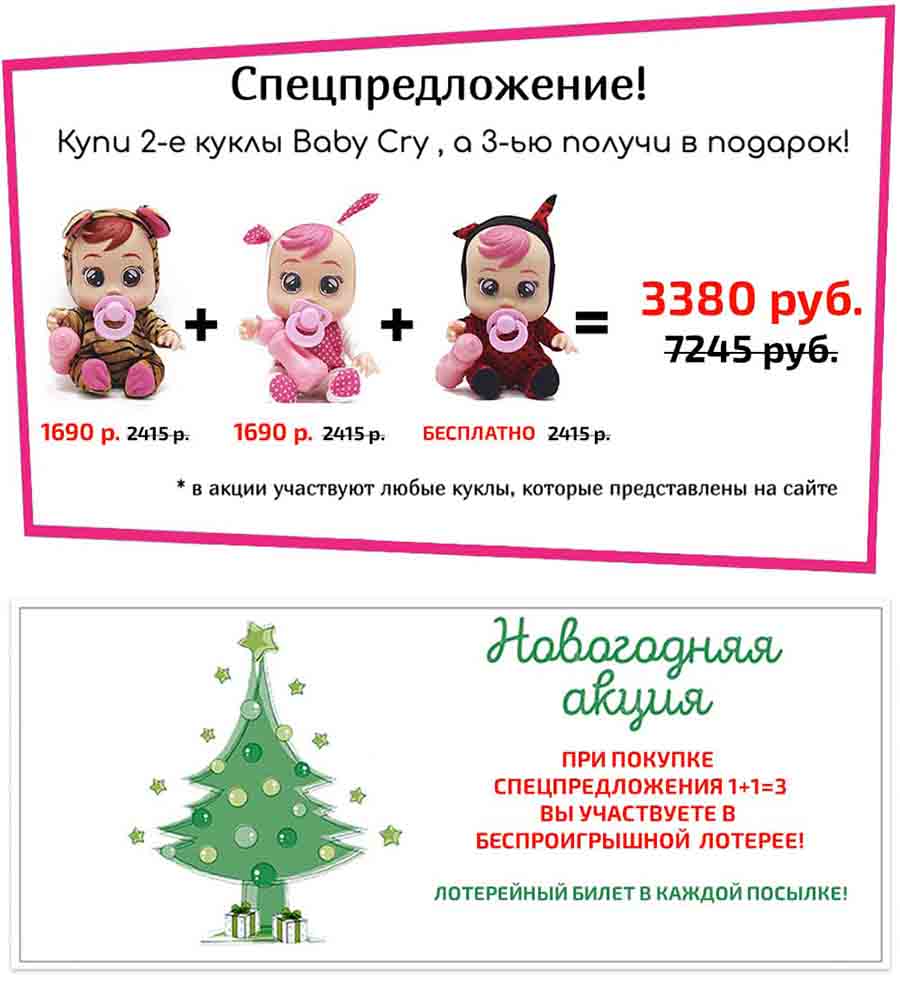 Спецпредложение!
Купи 2-е куклы Baby Cry , а 3-ью получи в подарок!
+ + = 3380 руб.
7245 руб.
1690 р. 2415 р. 1690 р. 2415 р. БЕСПЛАТНО 2415 р.
* в акции участвуют любые куклы, которые представлены на сайте
Новогодняя
акция
ПРИ ПОКУПКЕ
СПЕЦПРЕДЛОЖЕНИЯ 1+1=3
ВЫ УЧАСТВУЕТЕ В
БЕСПРОИГРЫШНОЙ ЛОТЕРЕЕ!
ЛОТЕРЕЙНЫЙ БИЛЕТ В КАЖДОЙ ПОСЫЛКЕ!